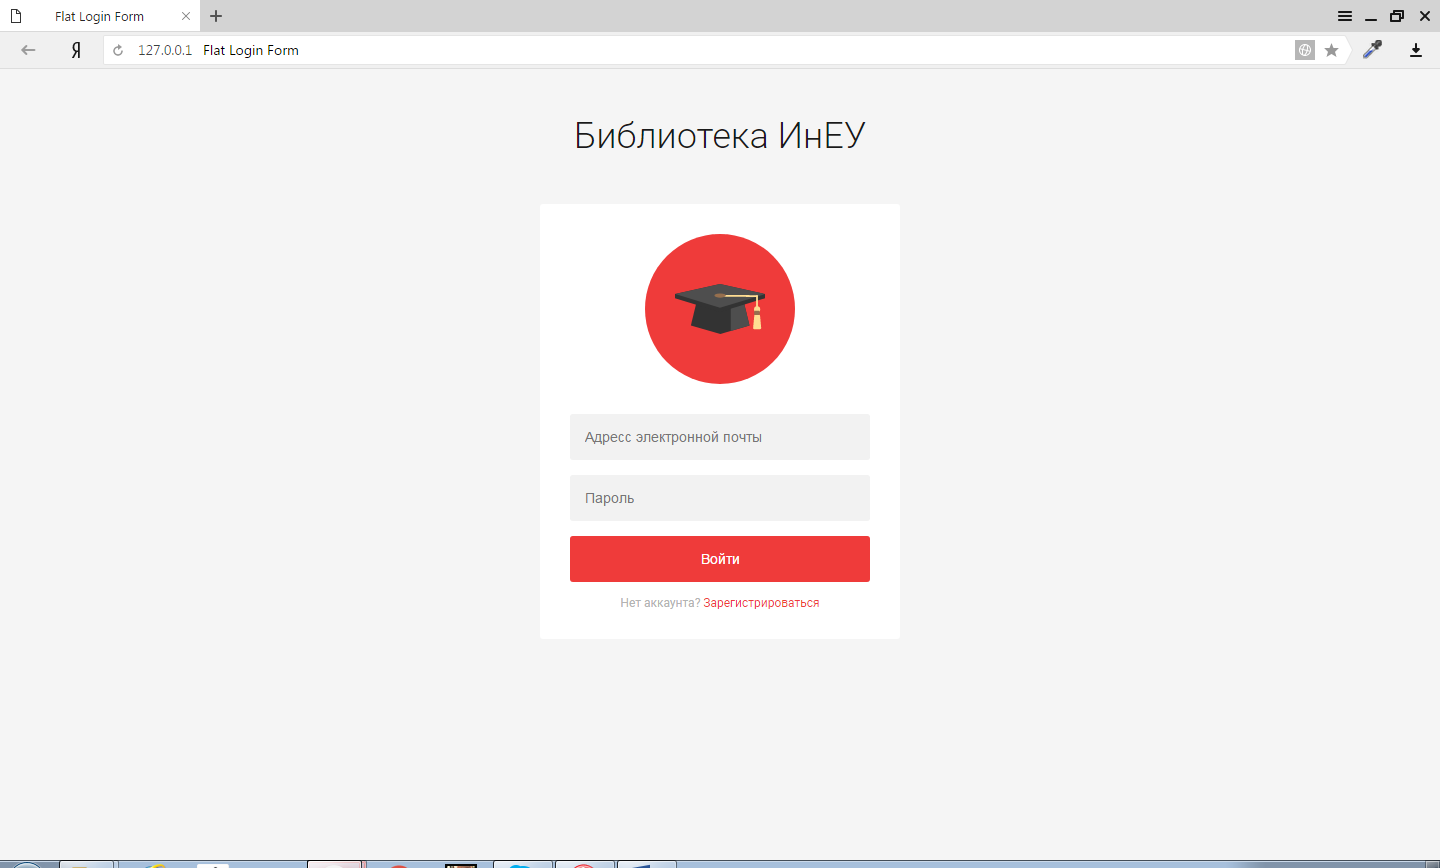 Flat Login Form
Я 127.0.0.1 Flat Login Form
Библиотека ИнЕУ
Адресс электронной почты
Пароль
Войти
Нет аккаунта? Зарегистрироваться